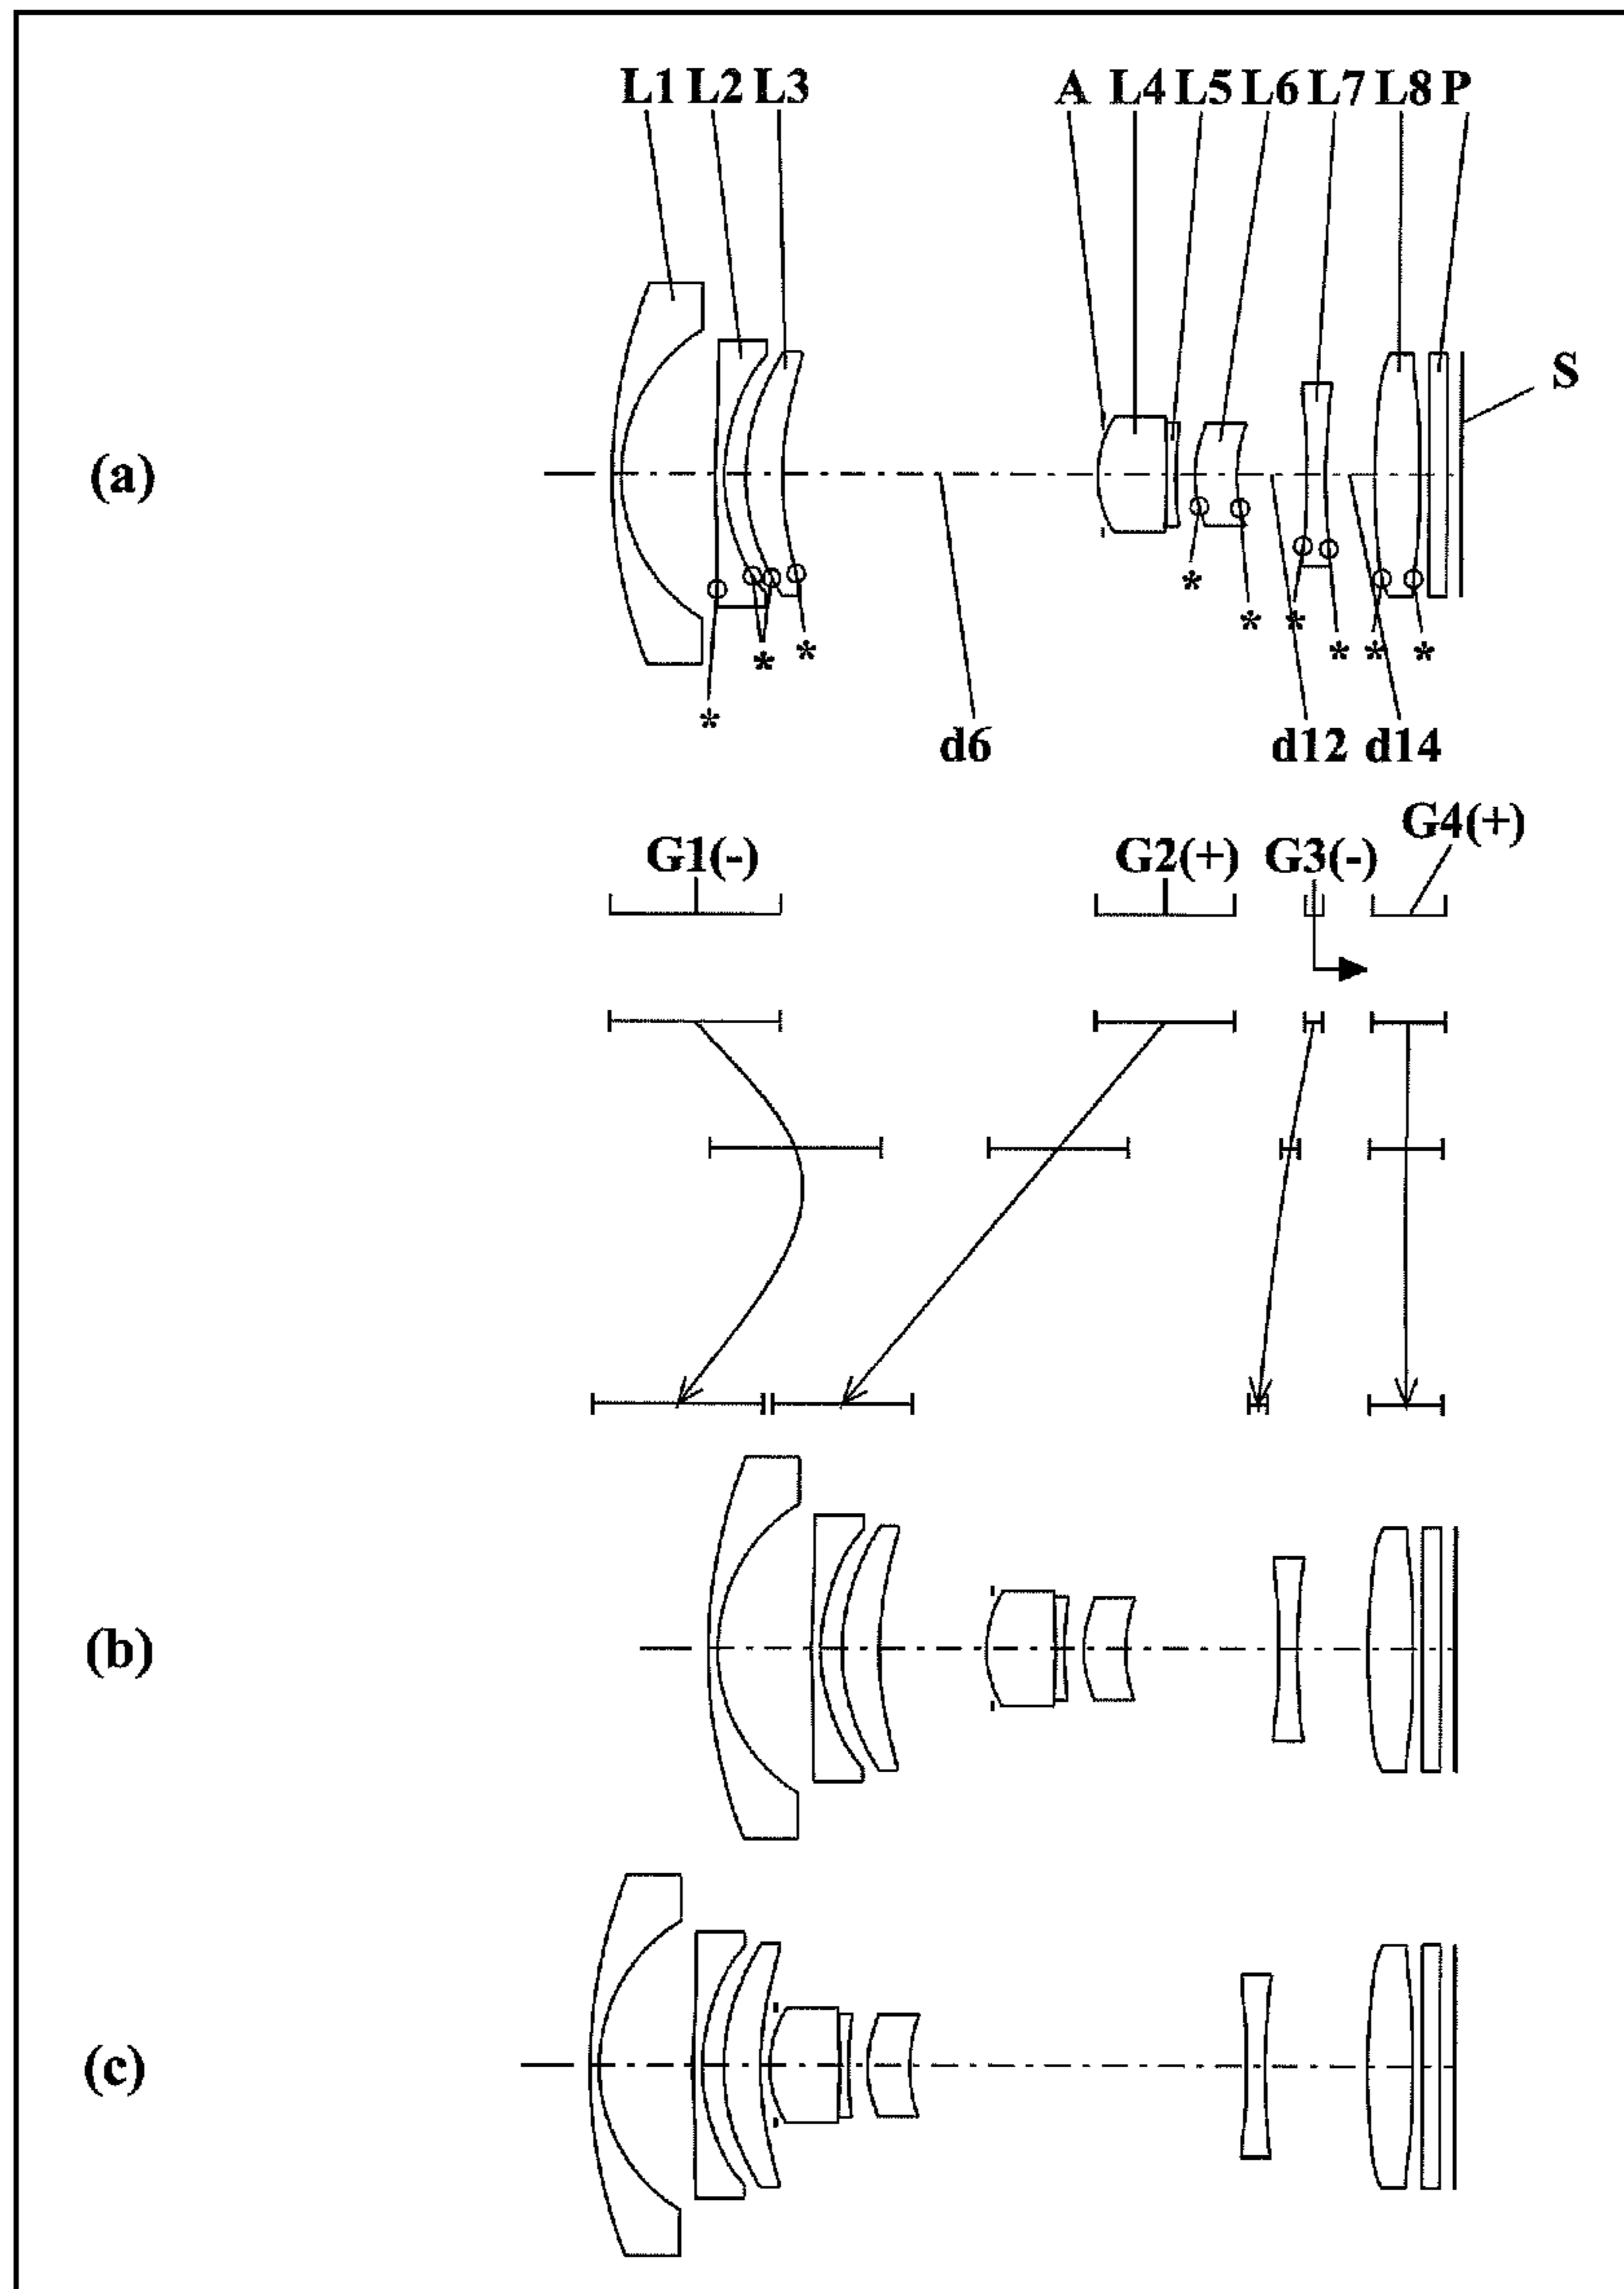 L1 L2 L3 A L4 L5 L6 L7 L8 P
S
(a)
* * * * * * * * *
d6 d12 d14
G1(-) G2(+) G3(-) G4(+)
(b)
(c)